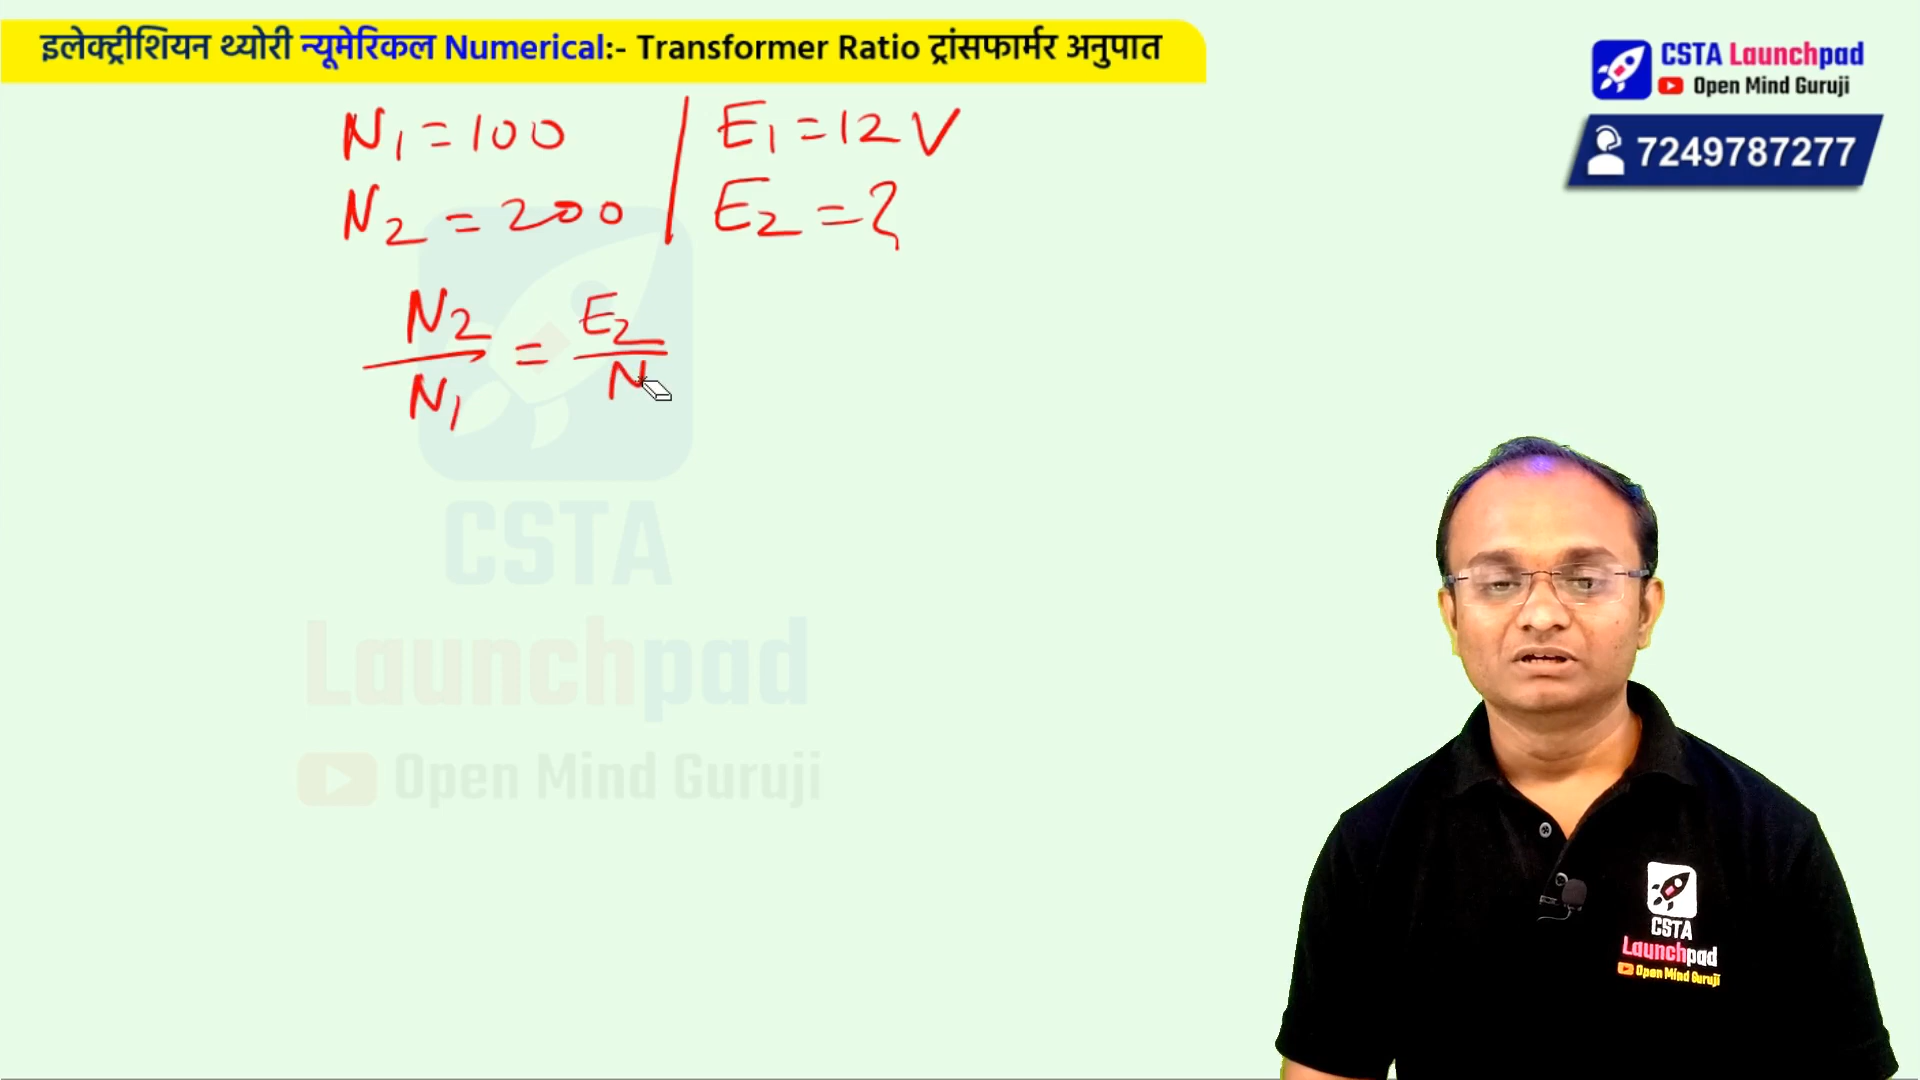 इलेक्ट्रीशियन थ्योरी न्यूमेरिकल Numerical:- Transformer Ratio ट्रांसफार्मर अनुपात
CSTA Launchpad
Open Mind Guruji
7249787277
N1 = 100
N2 = 200
E1 = 12 V
E2 = ?
N2
N1
=
E2
N
CSTA
Launchpad
Open Mind Guruji
CSTA
Launchpad
Open Mind Guruji